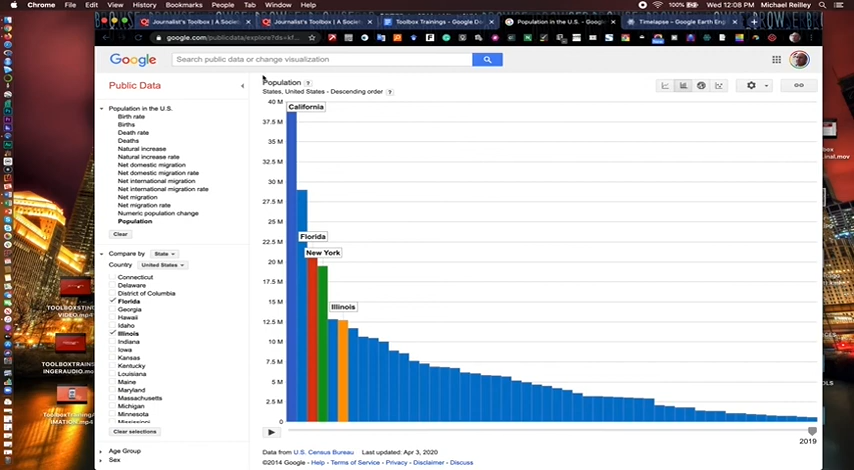 Chrome File Edit View History Bookmarks People Tab Window Help
100% Wed 12:08 PM Michael Reilley
Journalist's Toolbox | A Societ
Journalist's Toolbox | A Societ
Toolbox Trainings - Google Do
Population in the U.S. - Googl
Timelapse – Google Earth Eng
google.com/publicdata/explore?ds=kf...
Google
Search public data or change visualization
Public Data
Population in the U.S.
Birth rate
Births
Death rate
Deaths
Natural increase
Natural increase rate
Net domestic migration
Net domestic migration rate
Net international migration
Net international migration rate
Net migration
Net migration rate
Numeric population change
Population
Clear
Compare by State
Country United States
Connecticut
Delaware
District of Columbia
Florida
Georgia
Hawaii
Idaho
Illinois
Indiana
Iowa
Kansas
Kentucky
Louisiana
Maine
Maryland
Massachusetts
Michigan
Minnesota
Mississippi
Clear selections
Age Group
Sex
Population ?
States, United States - Descending order ?
40 M
37.5 M
35 M
32.5 M
30 M
27.5 M
25 M
22.5 M
20 M
17.5 M
15 M
12.5 M
10 M
7.5 M
5 M
2.5 M
0
California
Florida
New York
Illinois
2019
Data from U.S. Census Bureau Last updated: Apr 3, 2020
©2014 Google - Help - Terms of Service - Privacy - Disclaimer - Discuss